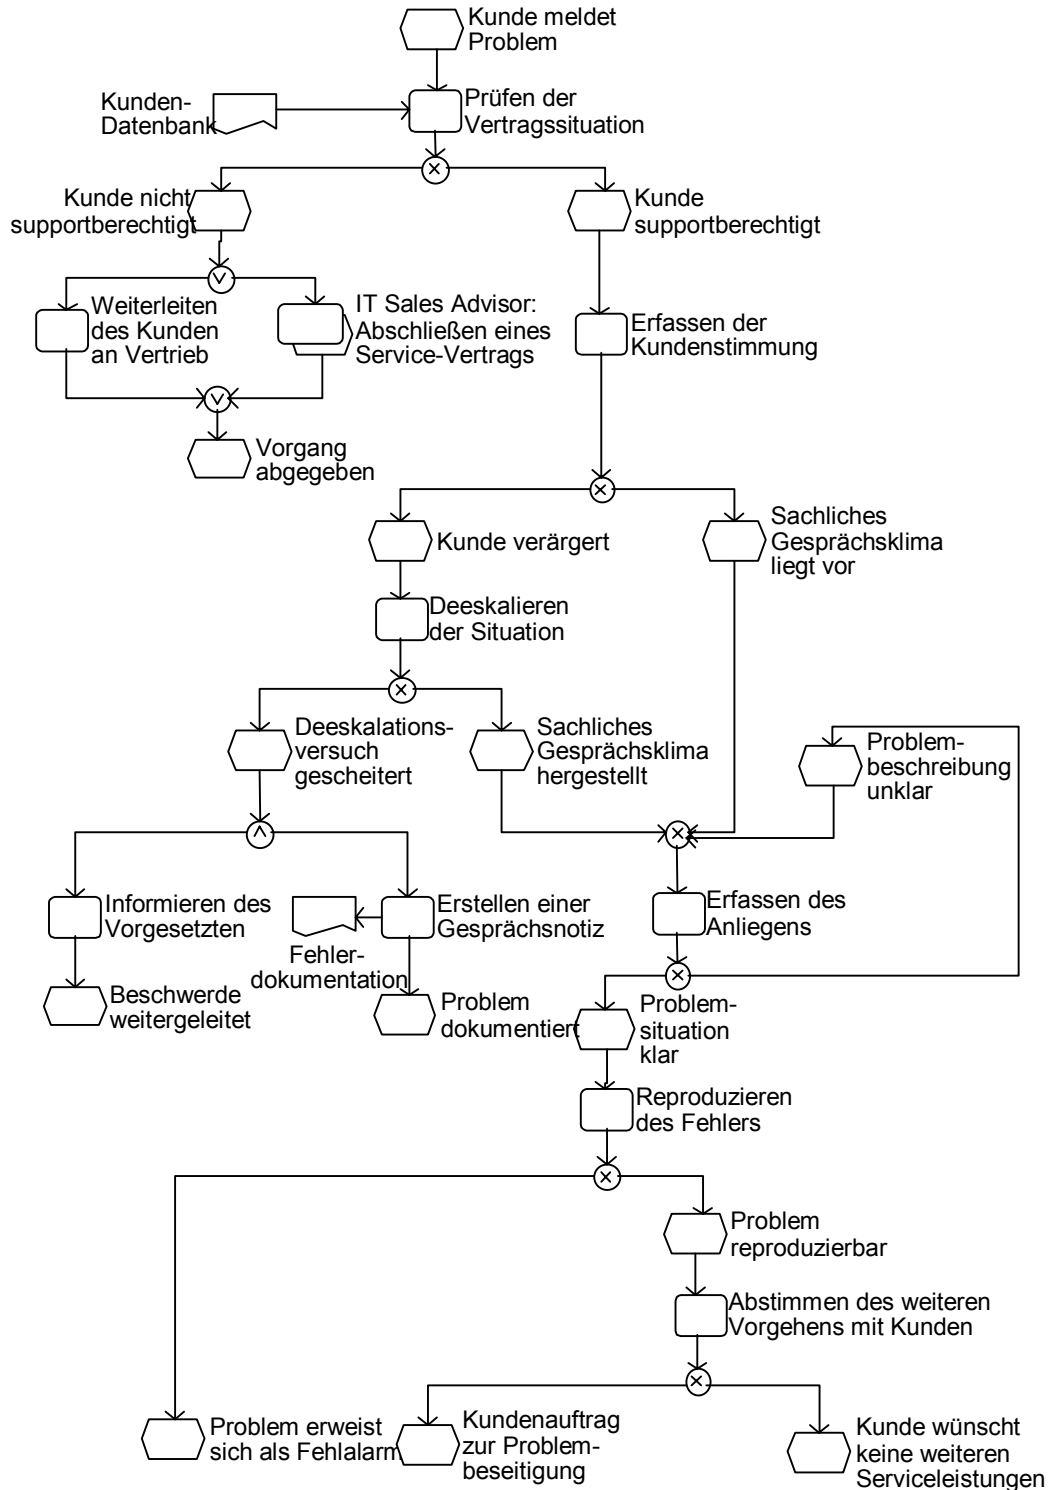 Kunde meldet
Problem
Kunden-
Datenbank
Prüfen der
Vertragssituation
Kunde nicht
supportberechtigt
Kunde
supportberechtigt
Weiterleiten
des Kunden
an Vertrieb
IT Sales Advisor:
Abschließen eines
Service-Vertrags
Erfassen der
Kundenstimmung
Vorgang
abgegeben
Kunde verärgert
Sachliches
Gesprächsklima
liegt vor
Deeskalieren
der Situation
Deeskalations-
versuch
gescheitert
Sachliches
Gesprächsklima
hergestellt
Problem-
beschreibung
unklar
Informieren des
Vorgesetzten
Erstellen einer
Gesprächsnotiz
Erfassen des
Anliegens
Fehler-
dokumentation
Beschwerde
weitergeleitet
Problem
dokumentiert
Problem-
situation
klar
Reproduzieren
des Fehlers
Problem
reproduzierbar
Abstimmen des weiteren
Vorgehens mit Kunden
Problem erweist
sich als Fehlalarm
Kundenauftrag
zur Problem-
beseitigung
Kunde wünscht
keine weiteren
Serviceleistungen